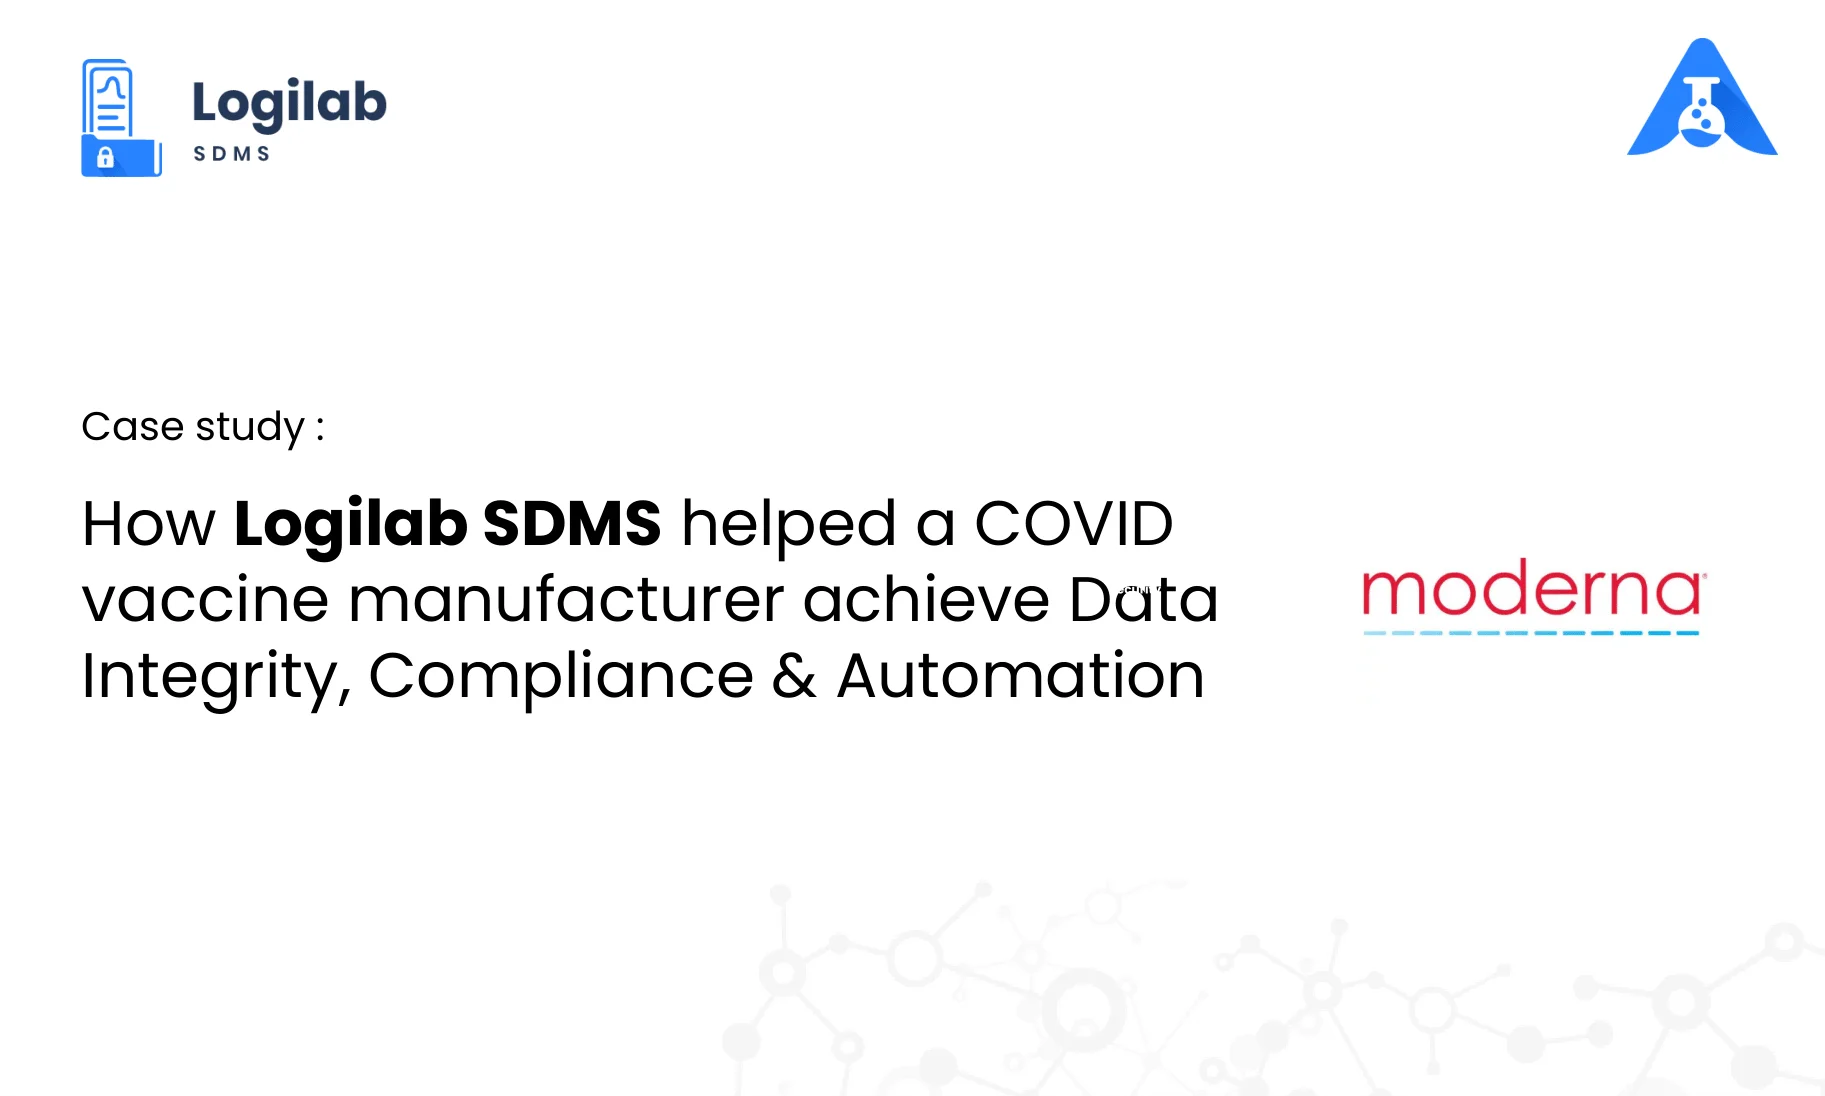 Logilab
SDMS
Case study :
How Logilab SDMS helped a COVID
vaccine manufacturer achieve Data
Integrity, Compliance & Automation
moderna®